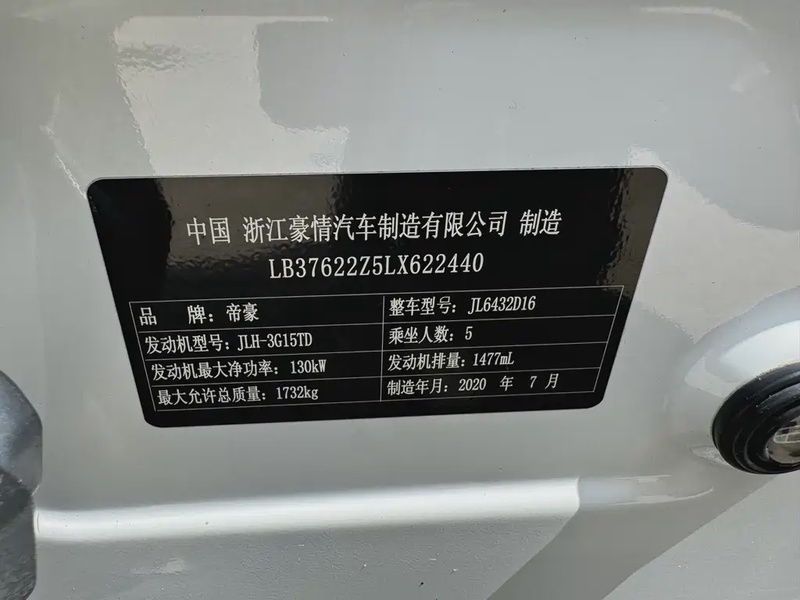 中国 浙江豪情汽车制造有限公司 制造
LB37622Z5LX622440
品 牌：帝豪 整车型号：JL6432D16
发动机型号：JLH-3G15TD 乘坐人数：5
发动机最大净功率：130kW 发动机排量：1477mL
最大允许总质量：1732kg 制造年月：2020 年 7 月